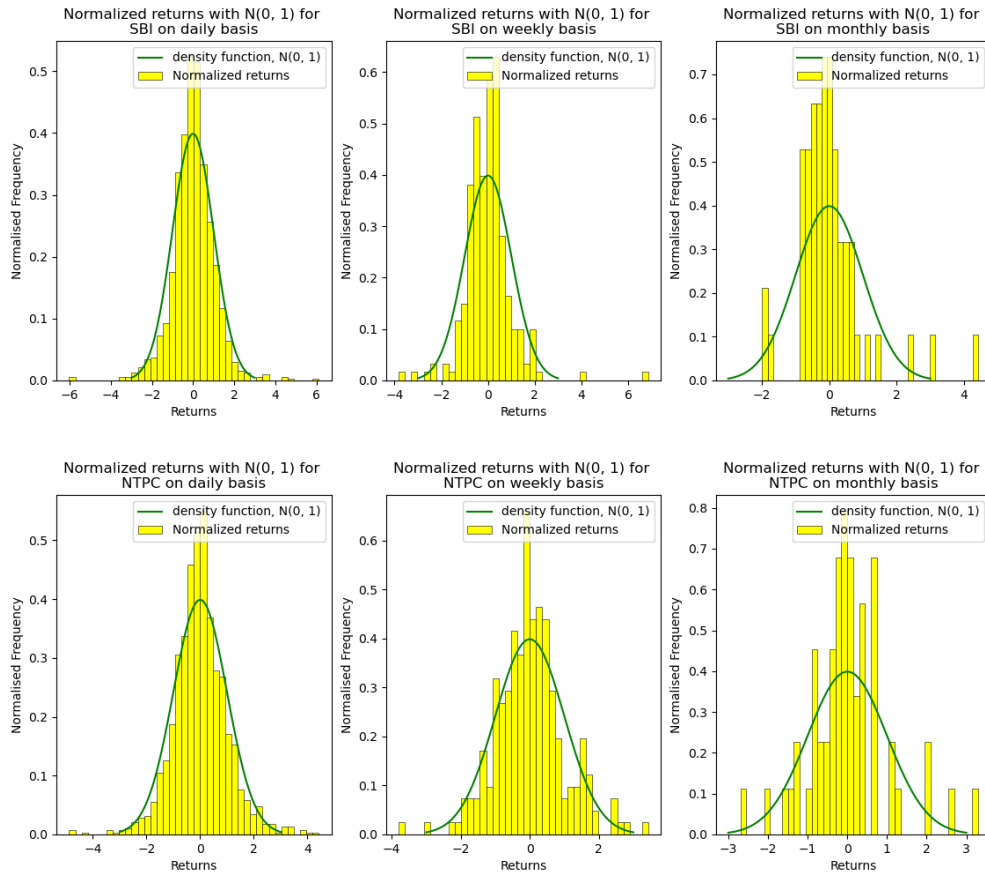 Normalized returns with N(0, 1) for
SBI on daily basis
density function, N(0, 1)
Normalized returns
Normalised Frequency
0.5
0.4
0.3
0.2
0.1
0.0
−6
−4
−2
0
2
4
6
Returns
Normalized returns with N(0, 1) for
SBI on weekly basis
density function, N(0, 1)
Normalized returns
Normalised Frequency
0.6
0.5
0.4
0.3
0.2
0.1
0.0
−4
−2
0
2
4
6
Returns
Normalized returns with N(0, 1) for
SBI on monthly basis
density function, N(0, 1)
Normalized returns
Normalised Frequency
0.7
0.6
0.5
0.4
0.3
0.2
0.1
0.0
−2
0
2
4
Returns
Normalized returns with N(0, 1) for
NTPC on daily basis
density function, N(0, 1)
Normalized returns
Normalised Frequency
0.5
0.4
0.3
0.2
0.1
0.0
−4
−2
0
2
4
Returns
Normalized returns with N(0, 1) for
NTPC on weekly basis
density function, N(0, 1)
Normalized returns
Normalised Frequency
0.6
0.5
0.4
0.3
0.2
0.1
0.0
−4
−2
0
2
Returns
Normalized returns with N(0, 1) for
NTPC on monthly basis
density function, N(0, 1)
Normalized returns
Normalised Frequency
0.8
0.7
0.6
0.5
0.4
0.3
0.2
0.1
0.0
−3
−2
−1
0
1
2
3
Returns